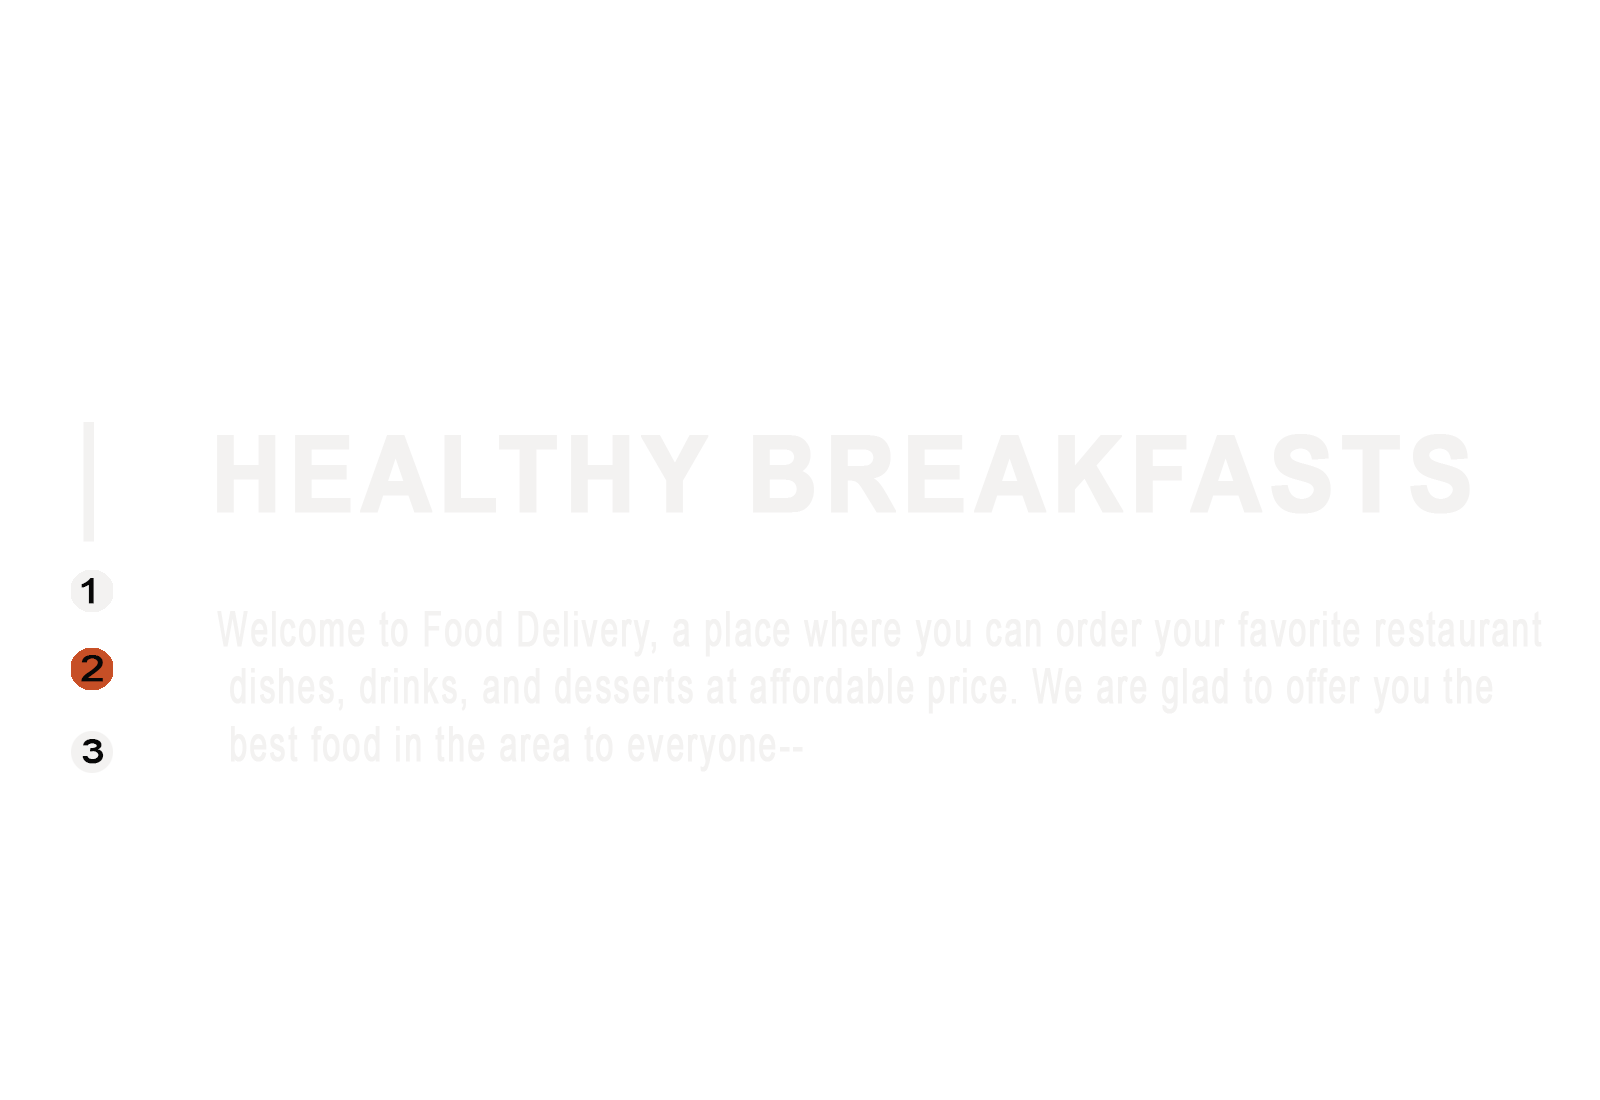 HEALTHY BREAKFASTS
1
Welcome to Food Delivery, a place where you can order your favorite restaurant
2
dishes, drinks, and desserts at affordable price. We are glad to offer you the
3
best food in the area to everyone--